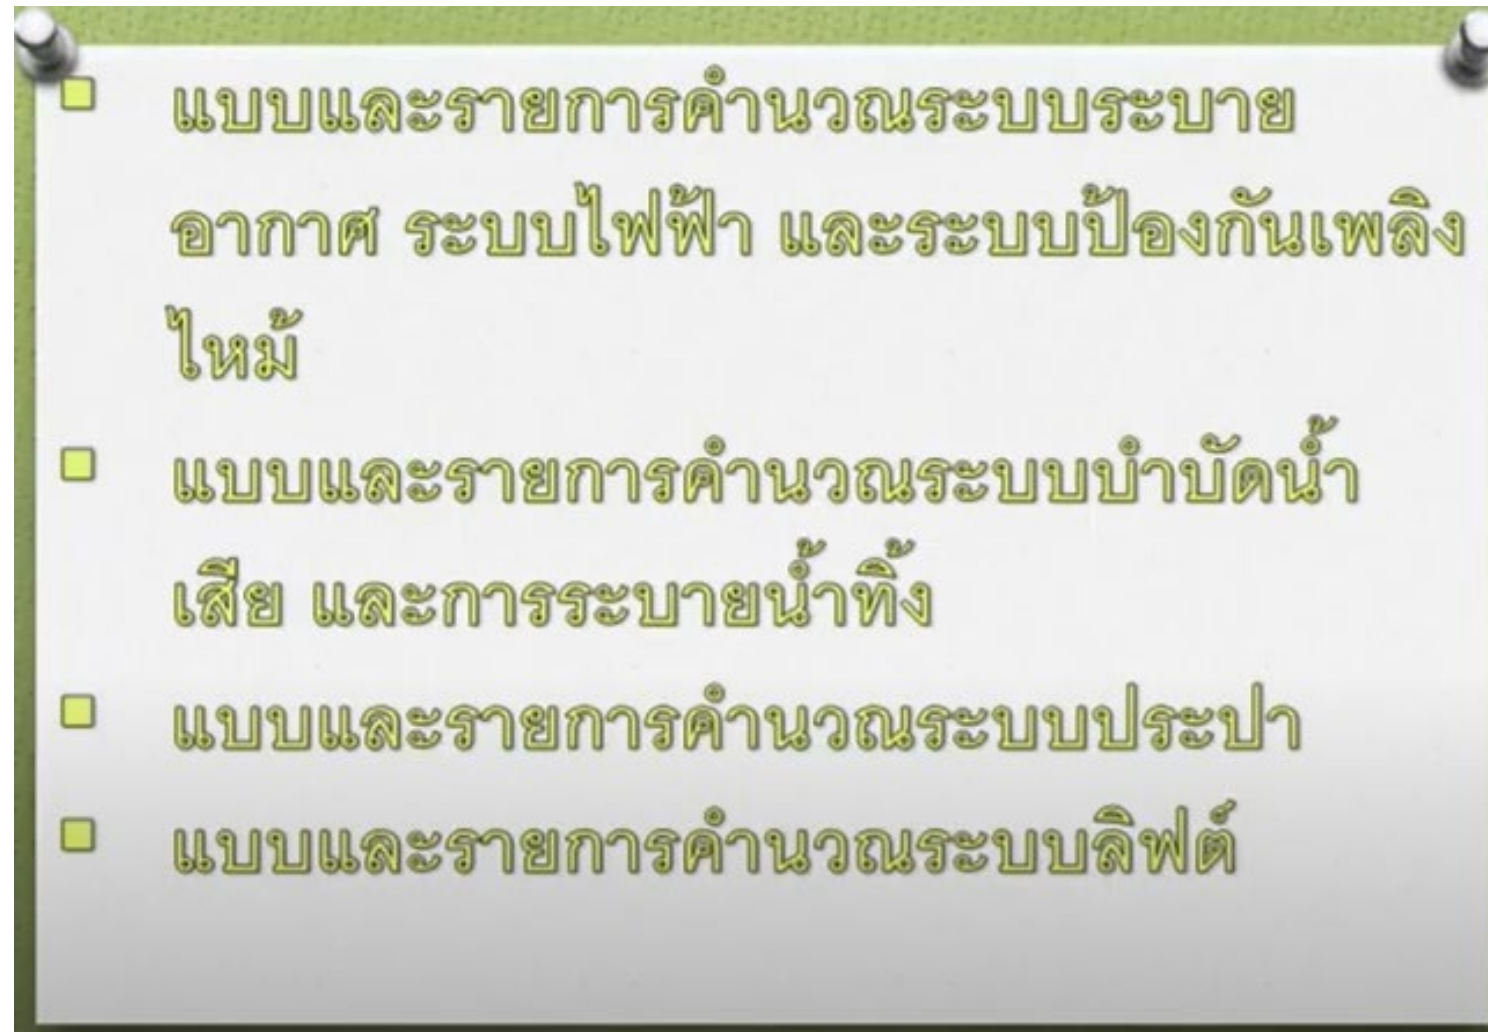 ▪ แบบและรายการคำนวณระบบระบาย
อากาศ ระบบไฟฟ้า และระบบป้องกันเพลิง
ไหม้
▪ แบบและรายการคำนวณระบบบำบัดน้ำ
เสีย และการระบายน้ำทิ้ง
▪ แบบและรายการคำนวณระบบประปา
▪ แบบและรายการคำนวณระบบลิฟต์